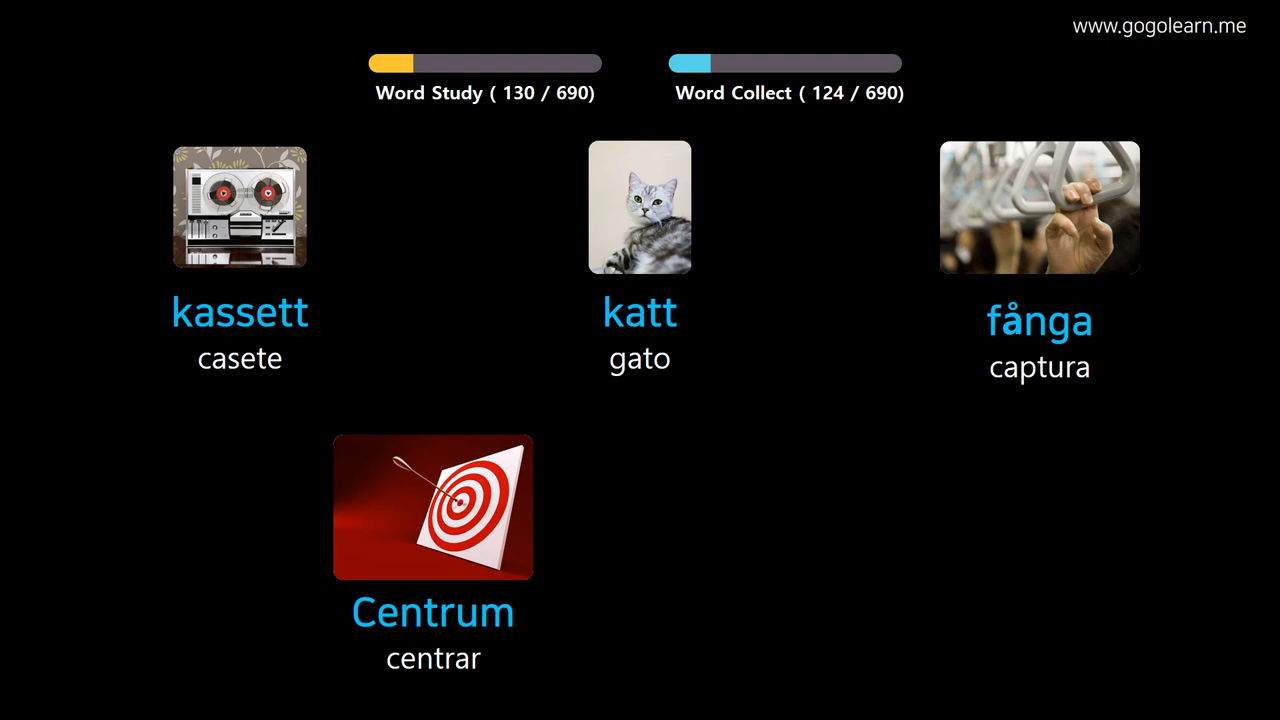 www.gogolearn.me
Word Study ( 130 / 690)
Word Collect ( 124 / 690)
kassett
casete
katt
gato
fånga
captura
Centrum
centrar